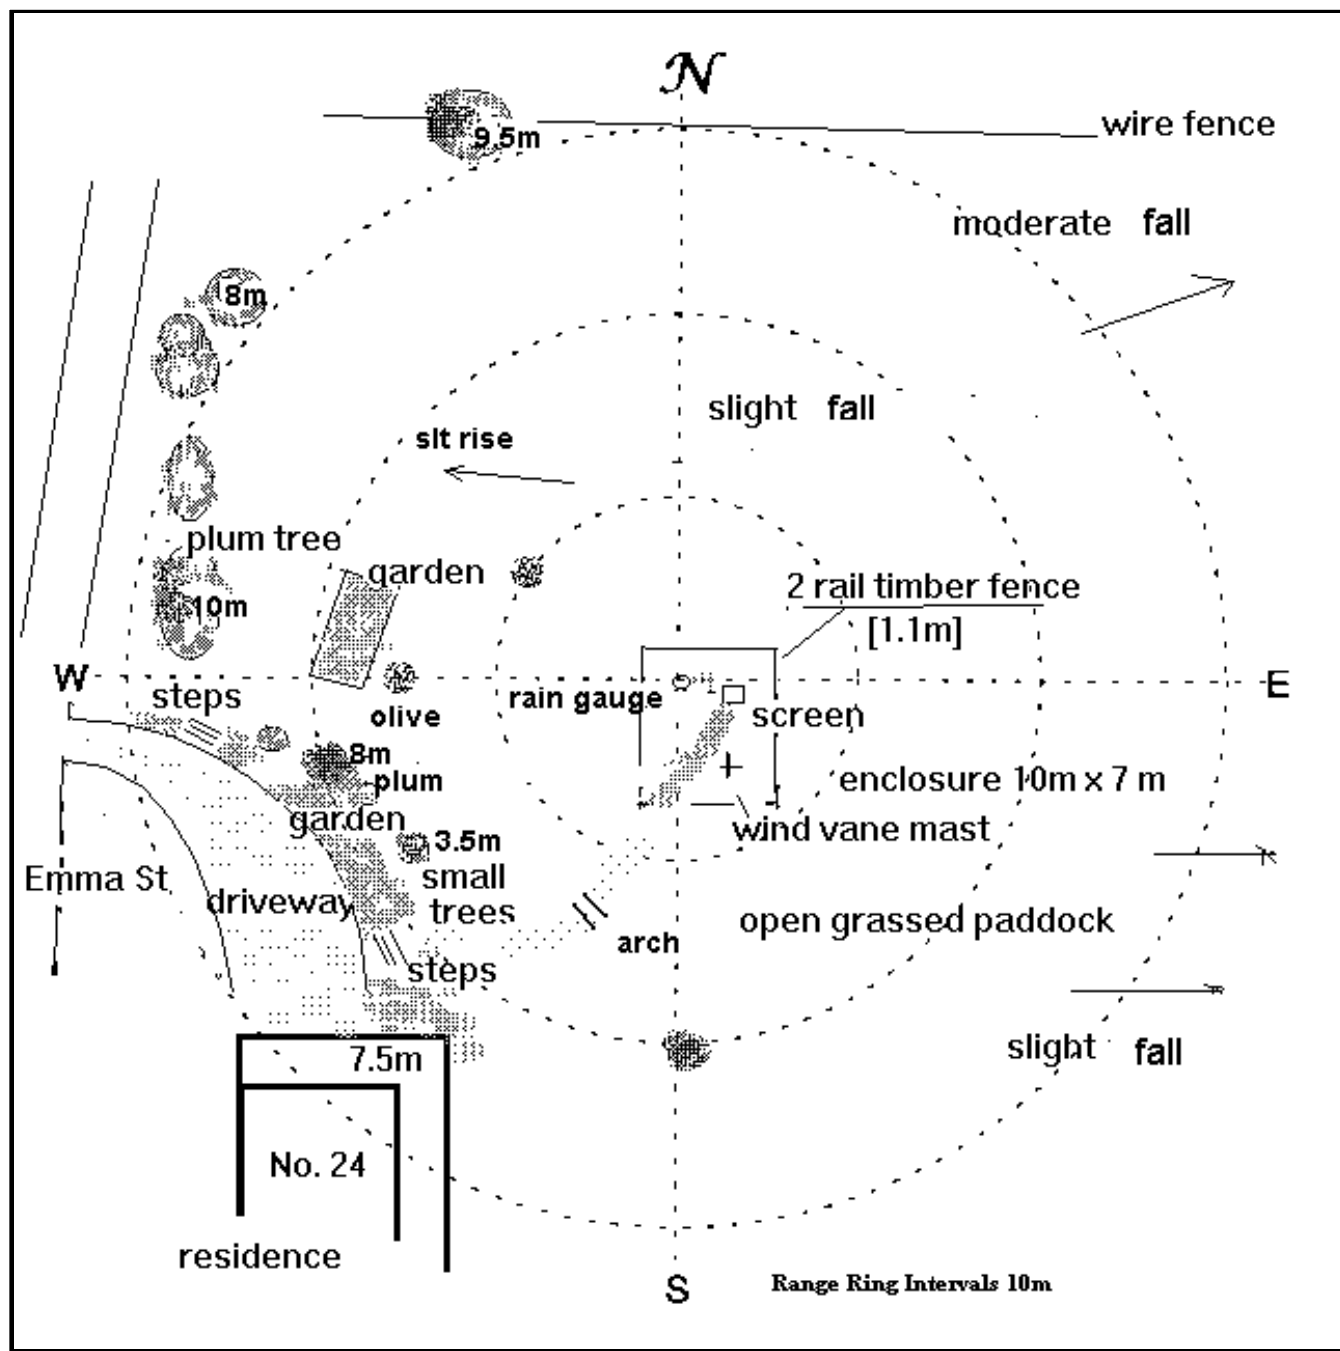 N
9.5m
wire fence
moderate fall
8m
slight fall
slt rise
plum tree
garden
2 rail timber fence
10m
[1.1m]
W
E
steps
rain gauge
olive
screen
8m
plum
enclosure 10m x 7 m
garden
wind vane mast
3.5m
Emma St
small
trees
driveway
open grassed paddock
arch
steps
slight fall
7.5m
No. 24
residence
S
Range Ring Intervals 10m